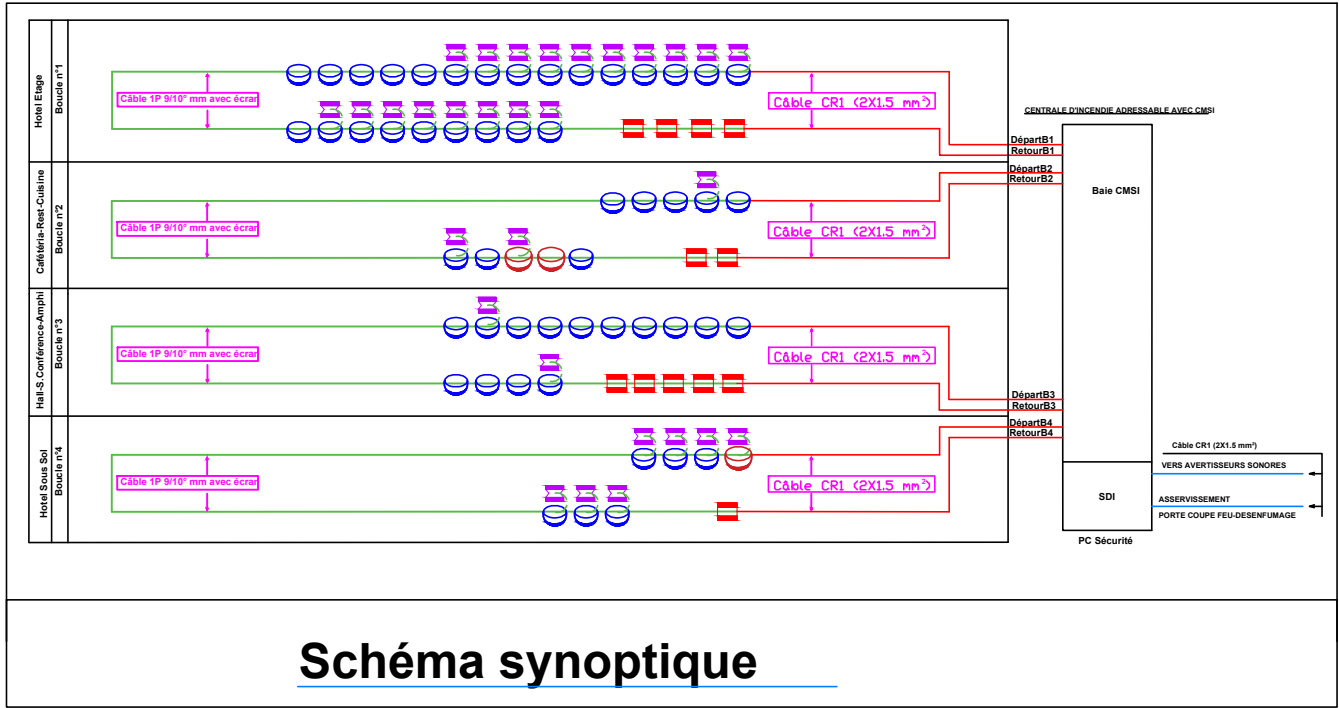 Hotel Etage
Boucle n°1
Câble 1P 9/10° mm avec écran
Câble CR1 (2X1.5 mm²)
CENTRALE D'INCENDIE ADRESSABLE AVEC CMSI
DépartB1
RetourB1
Cafétéria-Rest-Cuisine
Boucle n°2
Câble 1P 9/10° mm avec écran
Câble CR1 (2X1.5 mm²)
DépartB2
RetourB2
Baie CMSI
Hall-S.Conférence-Amphi
Boucle n°3
Câble 1P 9/10° mm avec écran
Câble CR1 (2X1.5 mm²)
DépartB3
RetourB3
Hotel Sous Sol
Boucle n°4
Câble 1P 9/10° mm avec écran
Câble CR1 (2X1.5 mm²)
DépartB4
RetourB4
Câble CR1 (2X1.5 mm²)
VERS AVERTISSEURS SONORES
SDI
ASSERVISSEMENT
PORTE COUPE FEU-DESENFUMAGE
PC Sécurité
Schéma synoptique